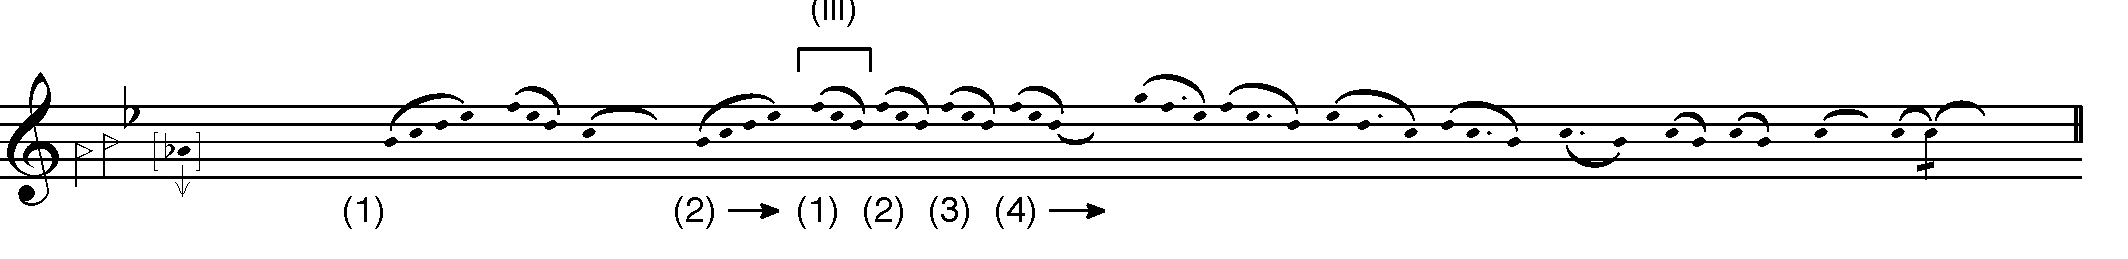 (III)
(1) (2) (1) (2) (3) (4)